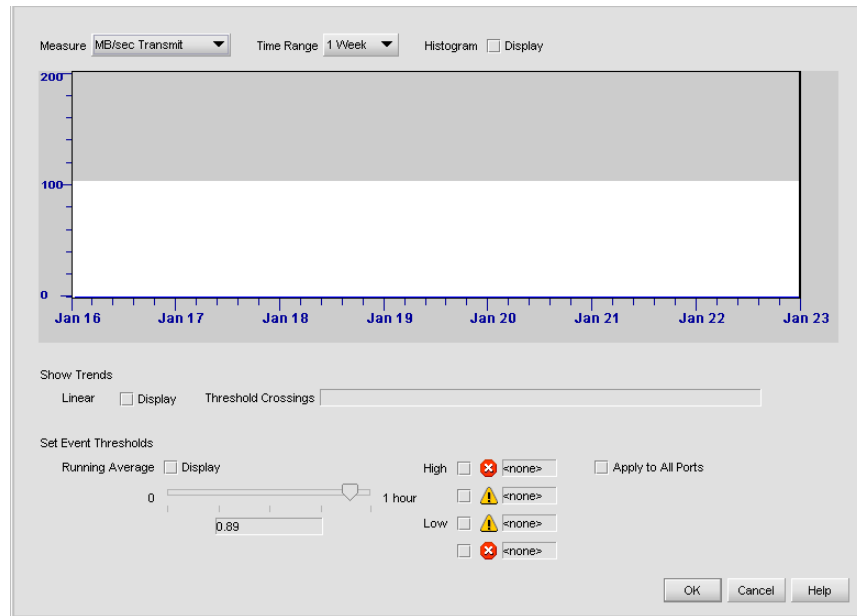 Measure MB/sec Transmit Time Range 1 Week Histogram Display
200
100
0
Jan 16 Jan 17 Jan 18 Jan 19 Jan 20 Jan 21 Jan 22 Jan 23
Show Trends
Linear Display Threshold Crossings
Set Event Thresholds
Running Average Display High <none> Apply to All Ports
0 1 hour <none>
0.89 Low <none>
<none>
OK Cancel Help